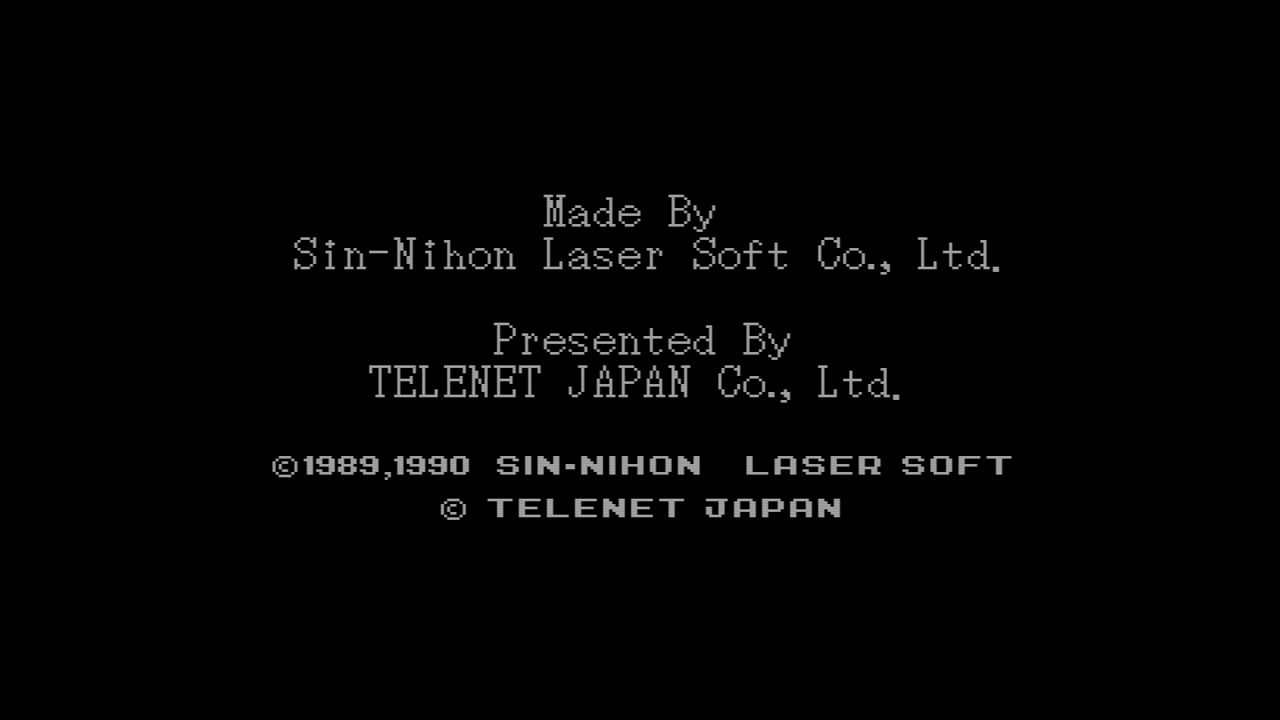 Made By
Sin-Nihon Laser Soft Co., Ltd.
Presented By
TELENET JAPAN Co., Ltd.
©1989,1990 SIN-NIHON LASER SOFT
© TELENET JAPAN